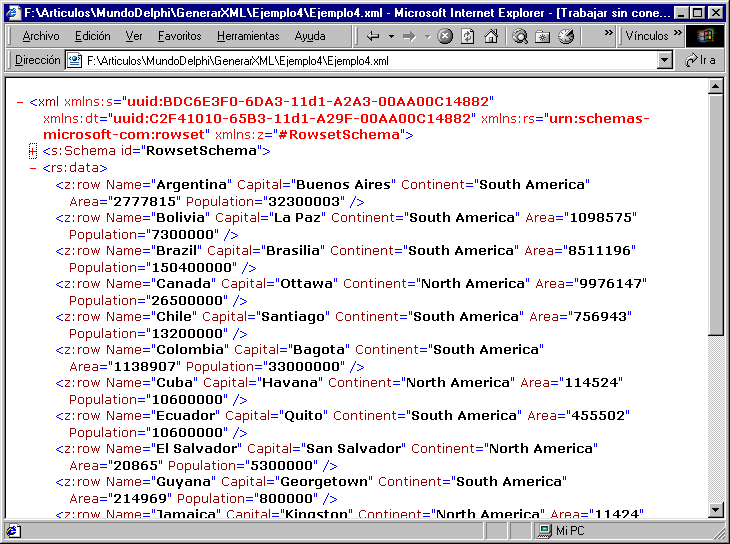 F:\Articulos\MundoDelphi\GenerarXML\Ejemplo4\Ejemplo4.xml - Microsoft Internet Explorer - [Trabajar sin cone...
Archivo Edición Ver Favoritos Herramientas Ayuda » Vínculos »
Dirección F:\Articulos\MundoDelphi\GenerarXML\Ejemplo4\Ejemplo4.xml Ir a
- <xml xmlns:s="uuid:BDC6E3F0-6DA3-11d1-A2A3-00AA00C14882"
xmlns:dt="uuid:C2F41010-65B3-11d1-A29F-00AA00C14882" xmlns:rs="urn:schemas-
microsoft-com:rowset" xmlns:z="#RowsetSchema">
+ <s:Schema id="RowsetSchema">
- <rs:data>
<z:row Name="Argentina" Capital="Buenos Aires" Continent="South America"
Area="2777815" Population="32300003" />
<z:row Name="Bolivia" Capital="La Paz" Continent="South America" Area="1098575"
Population="7300000" />
<z:row Name="Brazil" Capital="Brasilia" Continent="South America" Area="8511196"
Population="150400000" />
<z:row Name="Canada" Capital="Ottawa" Continent="North America" Area="9976147"
Population="26500000" />
<z:row Name="Chile" Capital="Santiago" Continent="South America" Area="756943"
Population="13200000" />
<z:row Name="Colombia" Capital="Bagota" Continent="South America"
Area="1138907" Population="33000000" />
<z:row Name="Cuba" Capital="Havana" Continent="North America" Area="114524"
Population="10600000" />
<z:row Name="Ecuador" Capital="Quito" Continent="South America" Area="455502"
Population="10600000" />
<z:row Name="El Salvador" Capital="San Salvador" Continent="North America"
Area="20865" Population="5300000" />
<z:row Name="Guyana" Capital="Georgetown" Continent="South America"
Area="214969" Population="800000" />
<z:row Name="Jamaica" Capital="Kingston" Continent="North America" Area="11424"
Mi PC